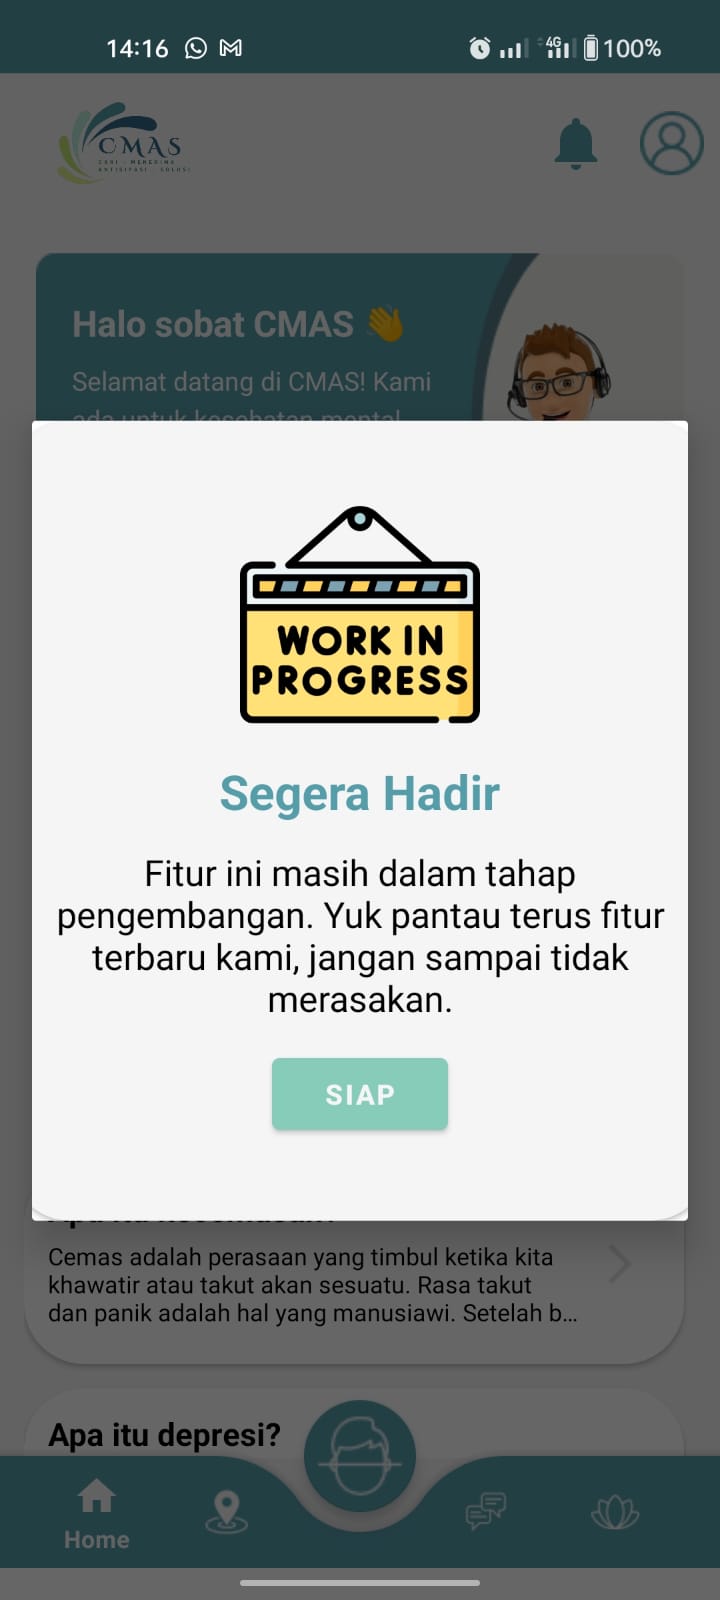 14:16
4G
100%
CMAS
CARI - MENERIMA
ANTISIPASI - SOLUSI
Halo sobat CMAS 👋
Selamat datang di CMAS! Kami
ada untuk kesehatan mental
WORK IN
PROGRESS
Segera Hadir
Fitur ini masih dalam tahap
pengembangan. Yuk pantau terus fitur
terbaru kami, jangan sampai tidak
merasakan.
SIAP
Cemas adalah perasaan yang timbul ketika kita
khawatir atau takut akan sesuatu. Rasa takut
dan panik adalah hal yang manusiawi. Setelah b...
Apa itu depresi?
Home